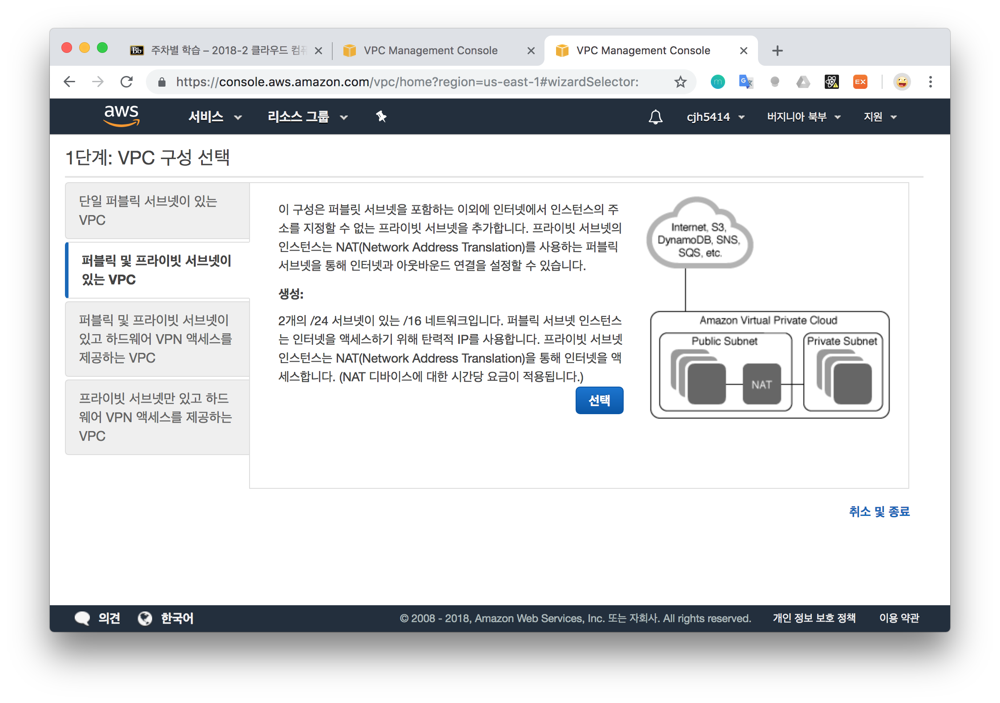 주차별 학습 – 2018-2 클라우드
VPC Management Console
VPC Management Console
https://console.aws.amazon.com/vpc/home?region=us-east-1#wizardSelector:
aws
서비스
리소스 그룹
cjh5414
버지니아 북부
지원
1단계: VPC 구성 선택
단일 퍼블릭 서브넷이 있는
VPC
퍼블릭 및 프라이빗 서브넷이
있는 VPC
퍼블릭 및 프라이빗 서브넷이
있고 하드웨어 VPN 액세스를
제공하는 VPC
프라이빗 서브넷만 있고 하드
웨어 VPN 액세스를 제공하는
VPC
이 구성은 퍼블릿 서브넷을 포함하는 이외에 인터넷에서 인스턴스의 주
소를 지정할 수 없는 프라이빗 서브넷을 추가합니다. 프라이빗 서브넷의
인스턴스는 NAT(Network Address Translation)를 사용하는 퍼블릭
서브넷을 통해 인터넷과 아웃바운드 연결을 설정할 수 있습니다.
생성:
2개의 /24 서브넷이 있는 /16 네트워크입니다. 퍼블릭 서브넷 인스턴스
는 인터넷을 액세스하기 위해 탄력적 IP를 사용합니다. 프라이빗 서브넷
인스턴스는 NAT(Network Address Translation)을 통해 인터넷을 액
세스합니다. (NAT 디바이스에 대한 시간당 요금이 적용됩니다.)
선택
Internet, S3,
DynamoDB, SNS,
SQS, etc.
Amazon Virtual Private Cloud
Public Subnet
Private Subnet
NAT
취소 및 종료
의견
한국어
© 2008 - 2018, Amazon Web Services, Inc. 또는 자회사. All rights reserved.
개인 정보 보호 정책
이용 약관
Bb
m
G
EX